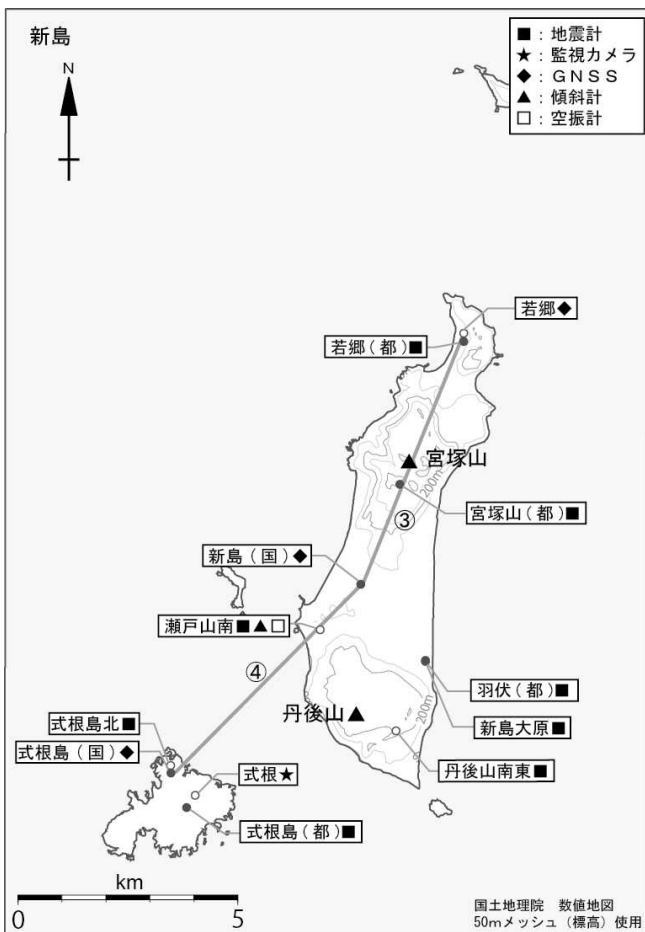 新島
N
■：地震計
★：監視カメラ
◆：ＧＮＳＳ
▲：傾斜計
□：空振計
若郷◆
若郷（都）■
宮塚山
200m
宮塚山（都）■
③
新島（国）◆
瀬戸山南■▲□
④
羽伏（都）■
丹後山
200m
新島大原■
式根島北■
式根島（国）◆
丹後山南東■
式根★
式根島（都）■
km
0 5
国土地理院　数値地図
50mメッシュ（標高）使用